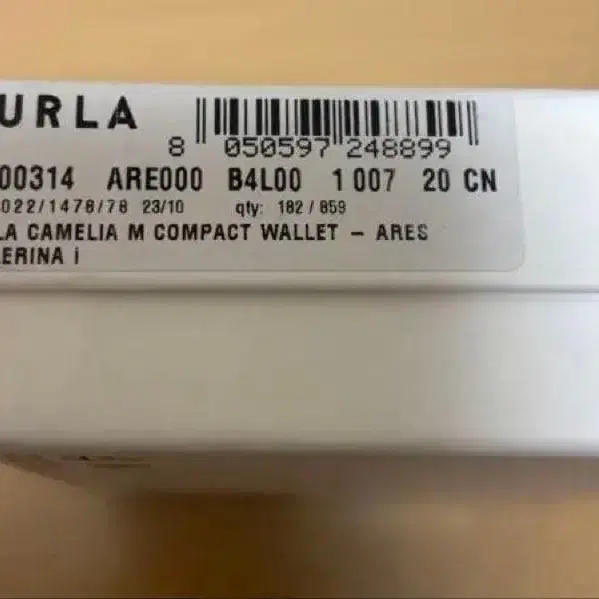 URLA
8 050597 248899
00314 ARE000 B4L00 1 007 20 CN
022/1478/78 23/10 qty: 182 / 859
LA CAMELIA M COMPACT WALLET – ARES
ERINA i